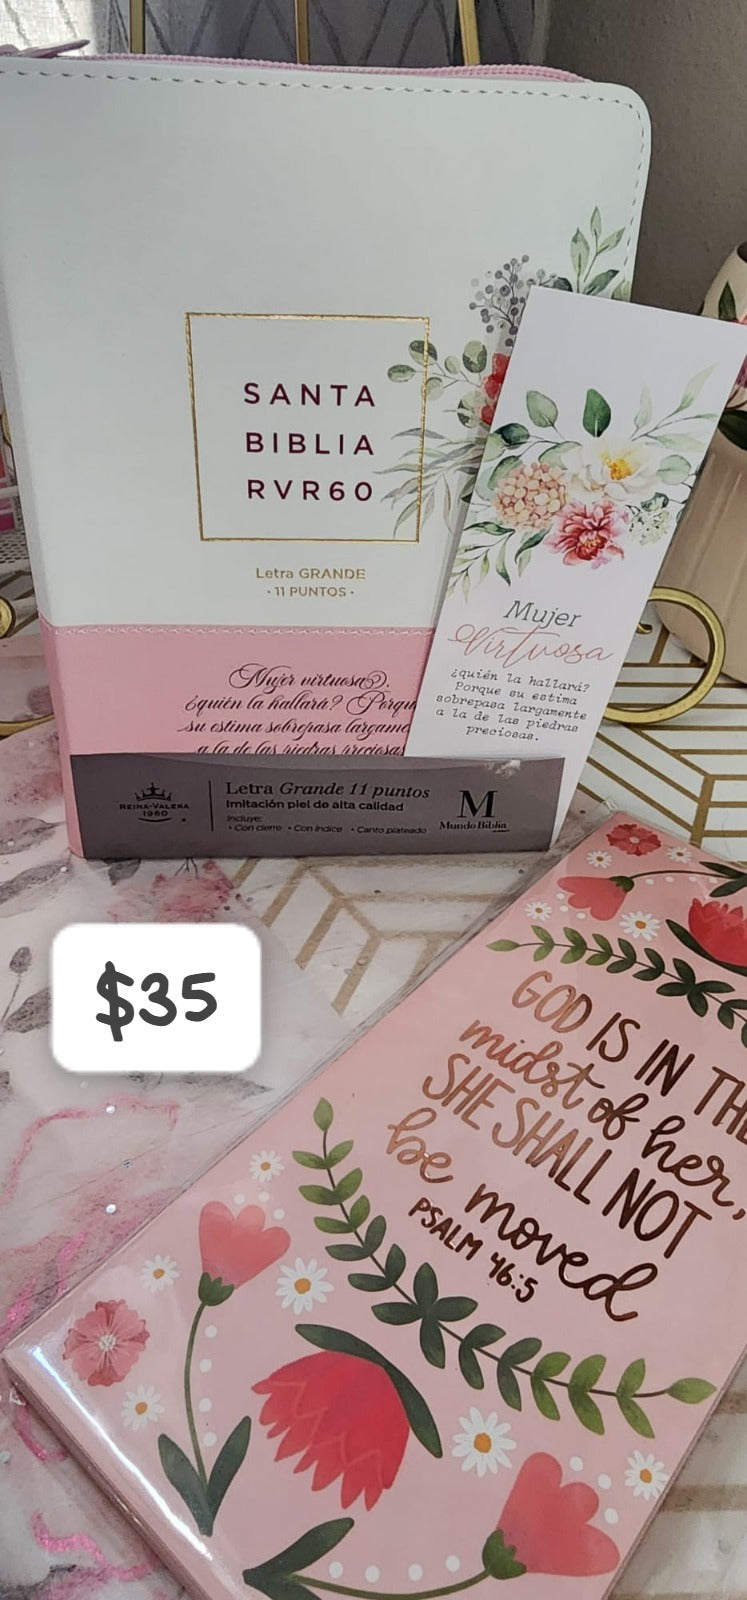 SANTA
BIBLIA
RVR60
Letra GRANDE
· 11 PUNTOS ·
Mujer virtuosa,
¿quién la hallará?
su estima sobrepasa
a la de las piedras preciosas
Mujer
Virtuosa
¿quién la hallará?
Porque su estima
sobrepasa largamente
a la de las piedras
preciosas.
REINA-VALERA
1960
Letra Grande 11 puntos
Imitación piel de alta calidad
Incluye:
• Con cierre • Con índice • Canto plateado
M
Mundo Biblia
$35
GOD IS IN THE
midst of her,
SHE SHALL NOT
be moved
PSALM 46:5